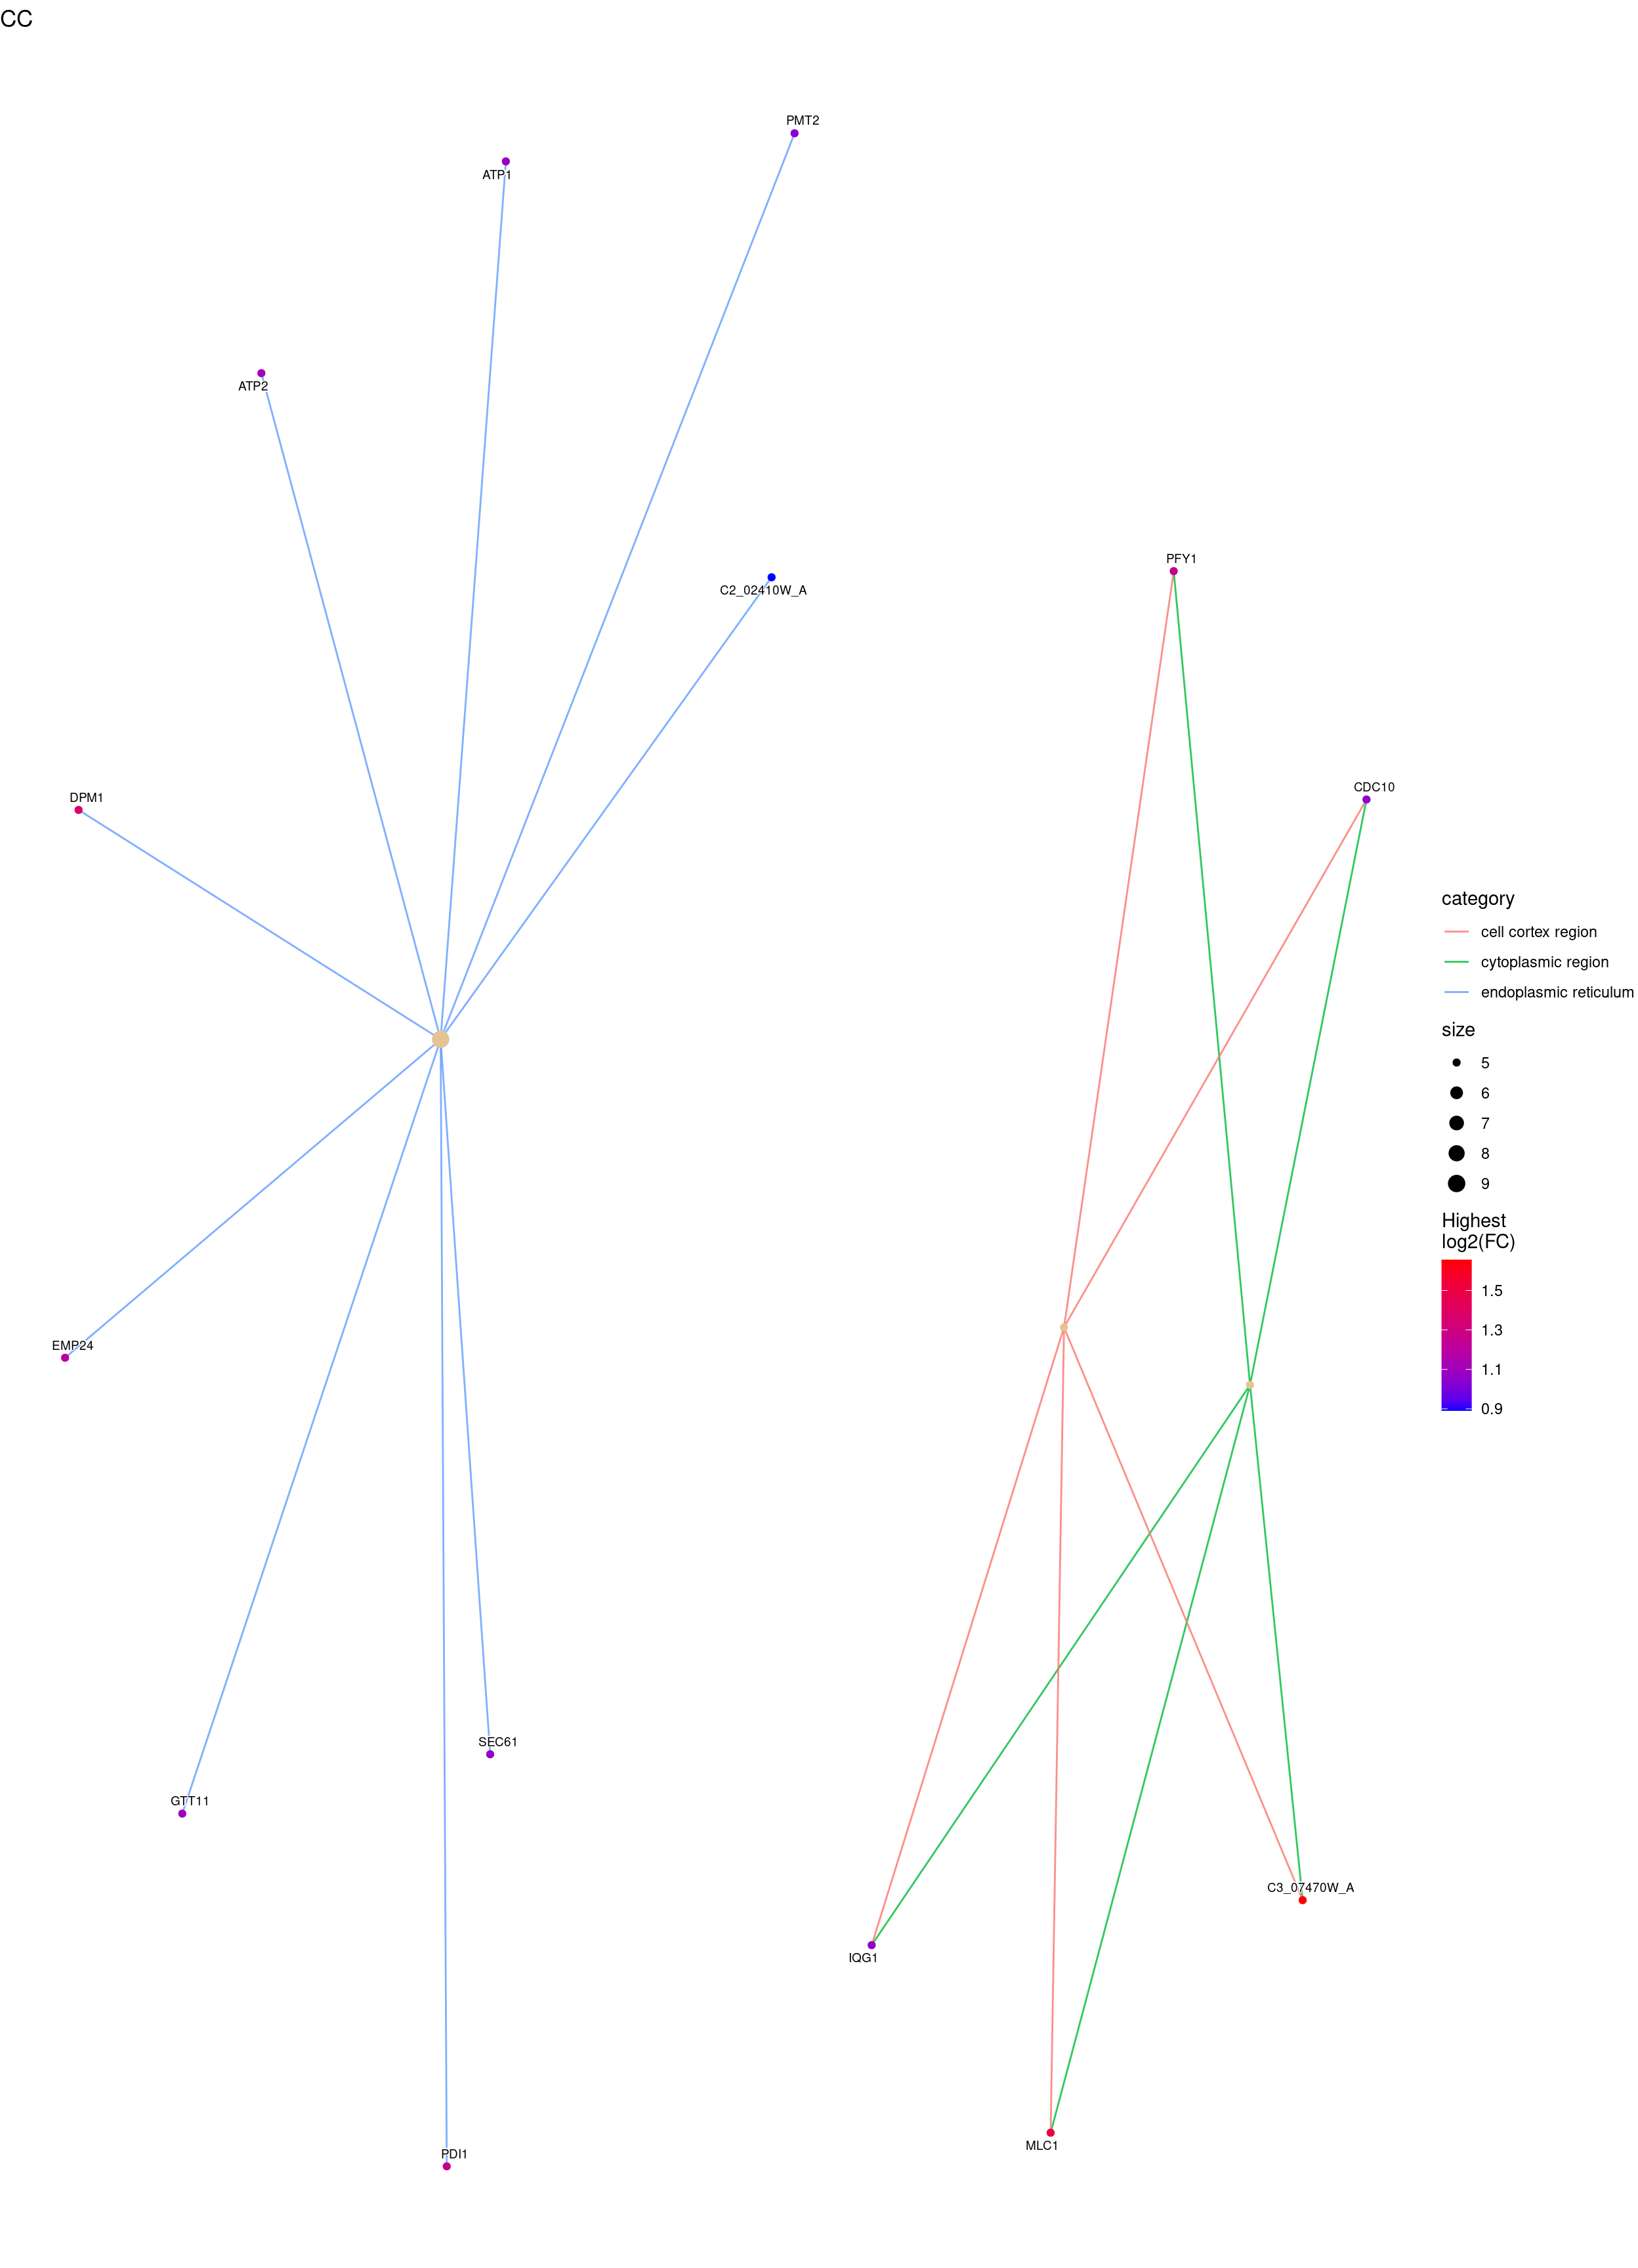 CC
PMT2
ATP1
ATP2
PFY1
C2_02410W_A
CDC10
DPM1
EMP24
SEC61
GTT11
C3_07470W_A
IQG1
MLC1
PDI1
category
cell cortex region
cytoplasmic region
endoplasmic reticulum
size
5
6
7
8
9
Highest
log2(FC)
1.5
1.3
1.1
0.9